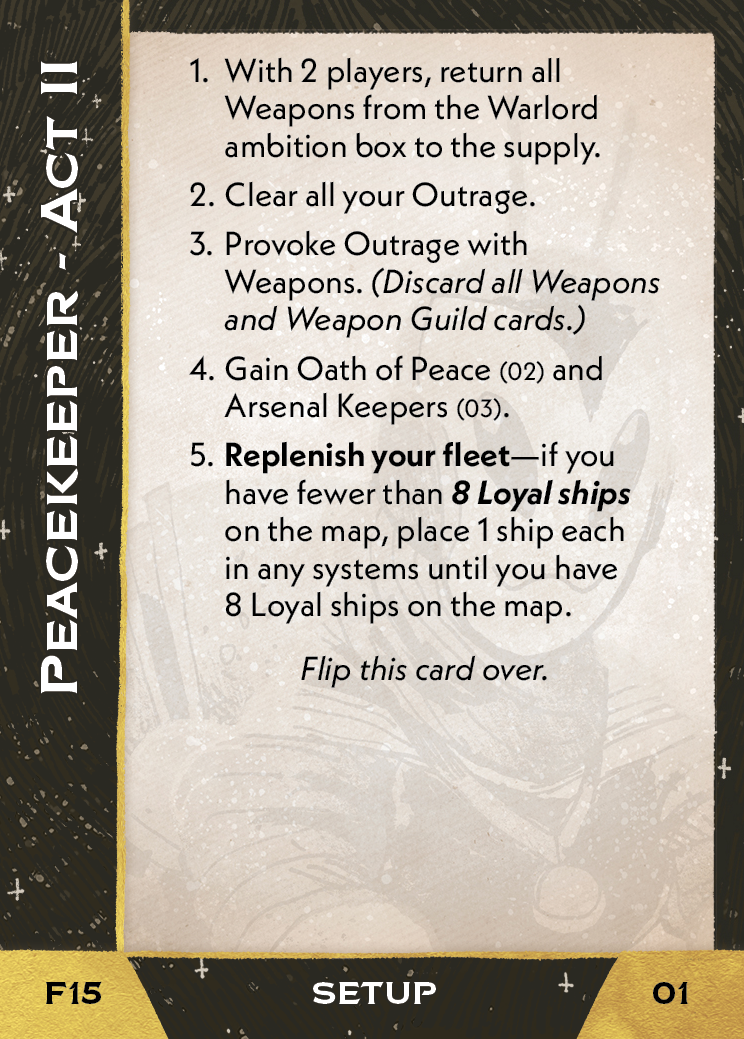 PEACEKEEPER - ACT II
1. With 2 players, return all
Weapons from the Warlord
ambition box to the supply.
2. Clear all your Outrage.
3. Provoke Outrage with
Weapons. (Discard all Weapons
and Weapon Guild cards.)
4. Gain Oath of Peace (02) and
Arsenal Keepers (03).
5. Replenish your fleet—if you
have fewer than 8 Loyal ships
on the map, place 1 ship each
in any systems until you have
8 Loyal ships on the map.
Flip this card over.
F15 SETUP 01